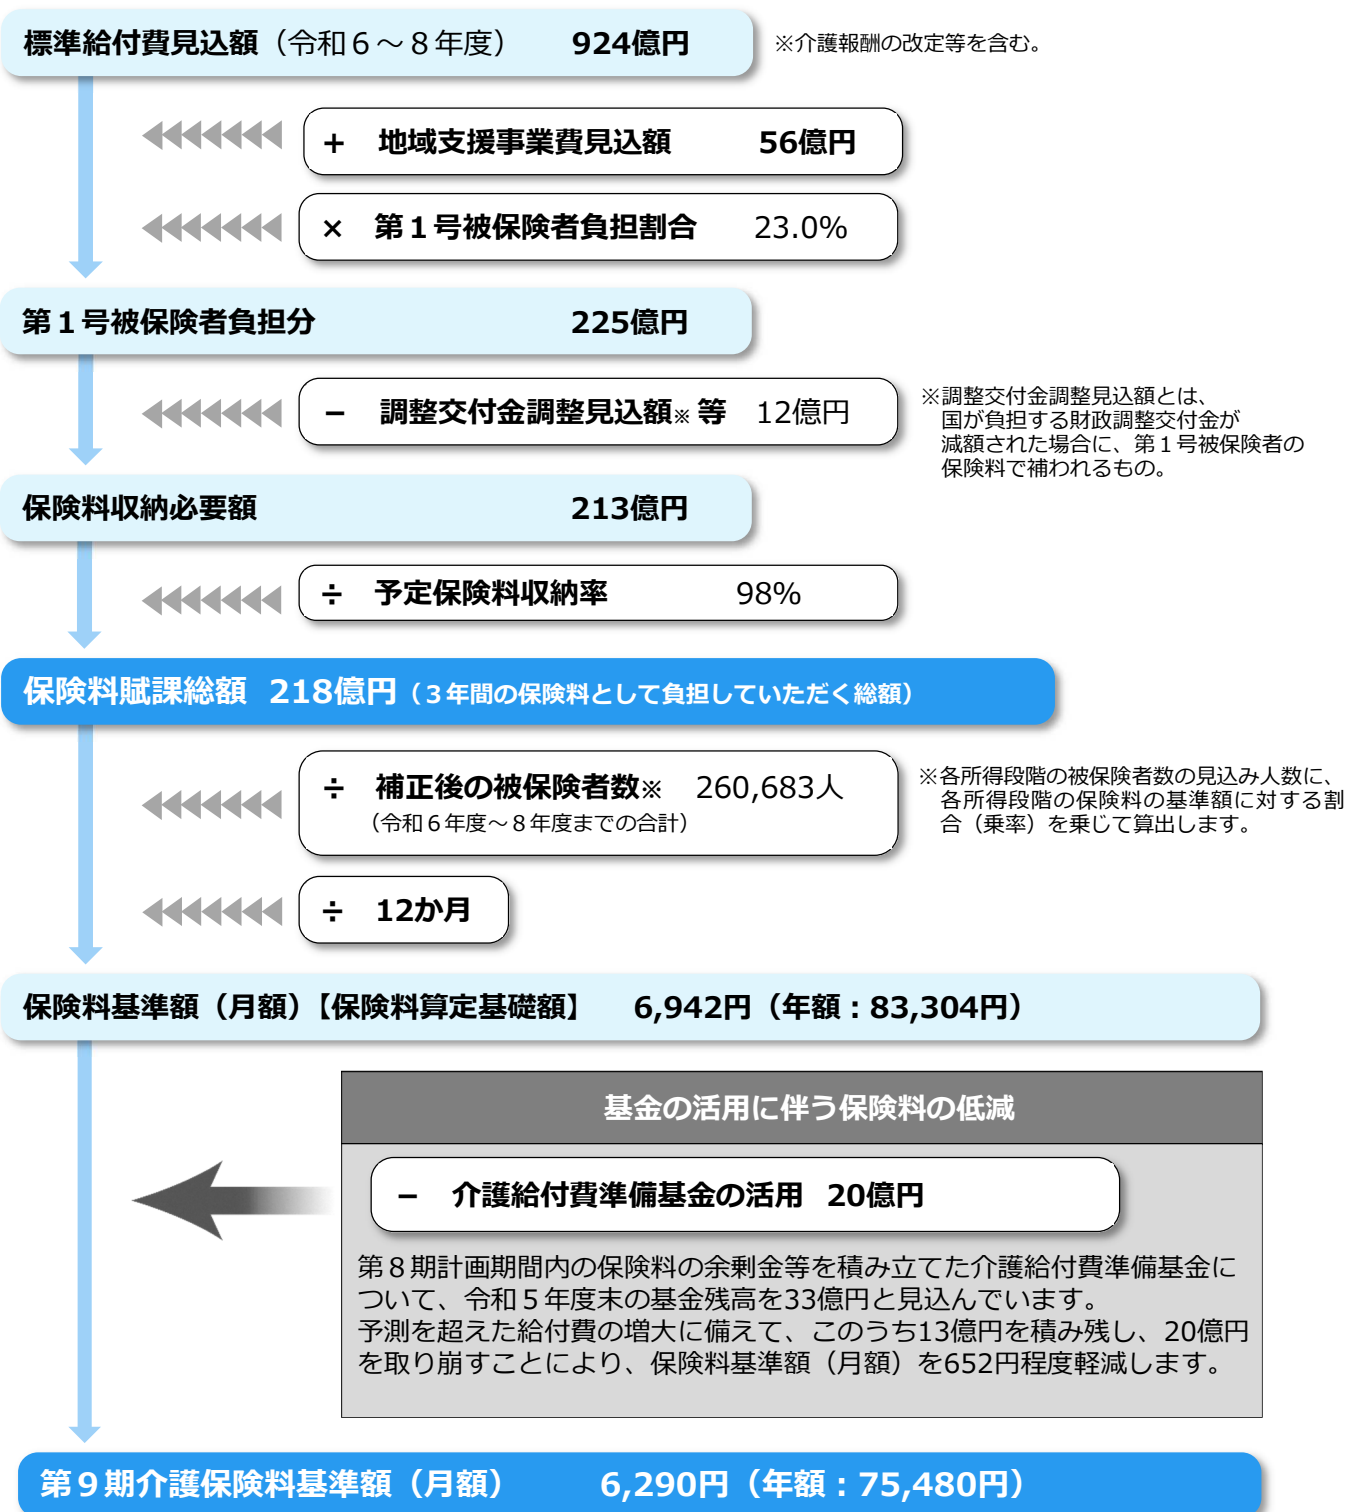 標準給付費見込額（令和６～８年度） 924億円
※介護報酬の改定等を含む。
＋ 地域支援事業費見込額 56億円
× 第１号被保険者負担割合 23.0%
第１号被保険者負担分 225億円
－ 調整交付金調整見込額※ 等 12億円
※調整交付金調整見込額とは、
国が負担する財政調整交付金が
減額された場合に、第１号被保険者の
保険料で補われるもの。
保険料収納必要額 213億円
÷ 予定保険料収納率 98%
保険料賦課総額 218億円（３年間の保険料として負担していただく総額）
÷ 補正後の被保険者数※ 260,683人
（令和６年度～８年度までの合計）
※各所得段階の被保険者数の見込み人数に、
各所得段階の保険料の基準額に対する割
合（乗率）を乗じて算出します。
÷ 12か月
保険料基準額（月額）【保険料算定基礎額】 6,942円（年額：83,304円）
基金の活用に伴う保険料の低減
－ 介護給付費準備基金の活用 20億円
第８期計画期間内の保険料の余剰金等を積み立てた介護給付費準備基金に
ついて、令和５年度末の基金残高を33億円と見込んでいます。
予測を超えた給付費の増大に備えて、このうち13億円を積み残し、20億円
を取り崩すことにより、保険料基準額（月額）を652円程度軽減します。
第９期介護保険料基準額（月額） 6,290円（年額：75,480円）